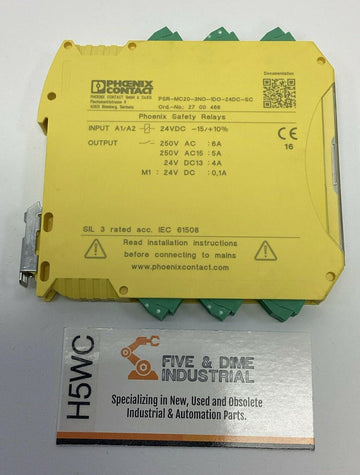 PHOENIX
CONTACT
PHOENIX CONTACT GmbH & Co.KG
Flachsmarktstrasse 8
32825 Blomberg, Germany
PSR-MC20-3NO-1DO-24DC-SC
Ord.-No.: 27 00 466
Documentation
Phoenix Safety Relays
INPUT A1/A2 24VDC -15/+10%
OUTPUT 250V AC : 6A
250V AC15 : 5A
24V DC13 : 4A
M1 : 24V DC : 0,1A
CE
16
SIL 3 rated acc. IEC 61508
Read installation instructions
before connecting to mains
www.phoenixcontact.com
H5WC
FIVE & DIME
INDUSTRIAL
Specializing in New, Used and Obsolete
Industrial & Automation Parts.